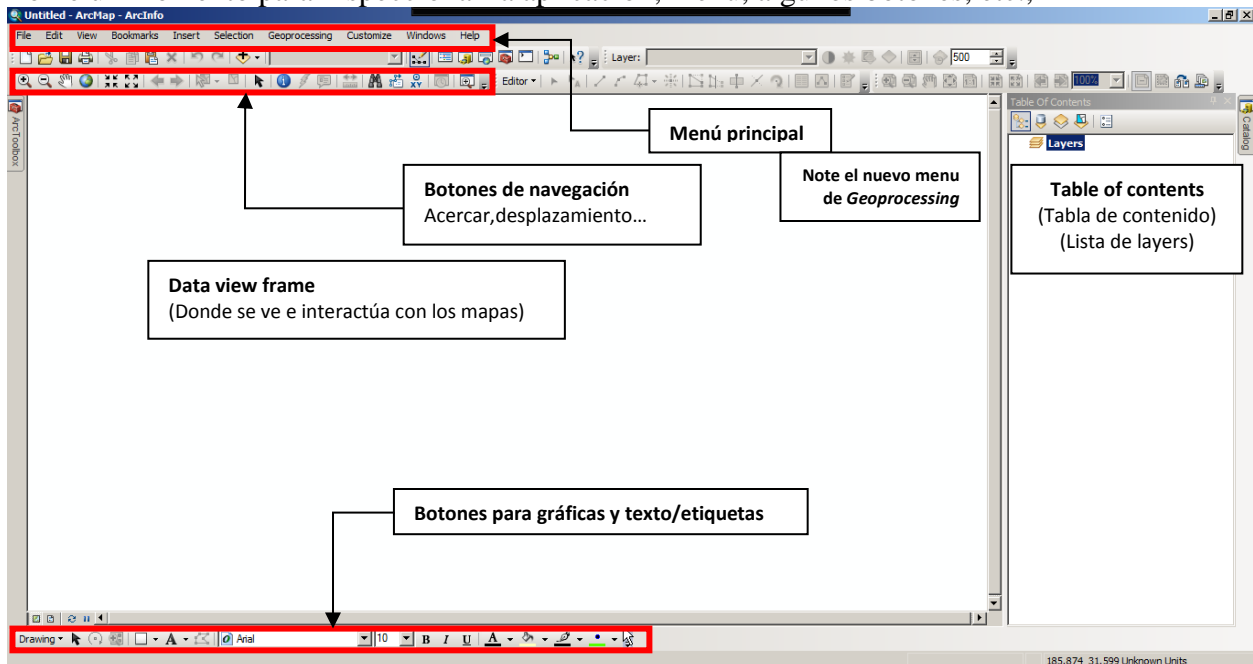 Untitled - ArcMap - ArcInfo
File Edit View Bookmarks Insert Selection Geoprocessing Customize Windows Help
Layer: 500
Editor 100%
ArcToolbox
Table Of Contents
Catalog
Layers
Menú principal
Note el nuevo menu
de Geoprocessing
Botones de navegación
Acercar,desplazamiento...
Table of contents
(Tabla de contenido)
(Lista de layers)
Data view frame
(Donde se ve e interactúa con los mapas)
Botones para gráficas y texto/etiquetas
Drawing A Arial 10 B I U A
185.874 31.599 Unknown Units